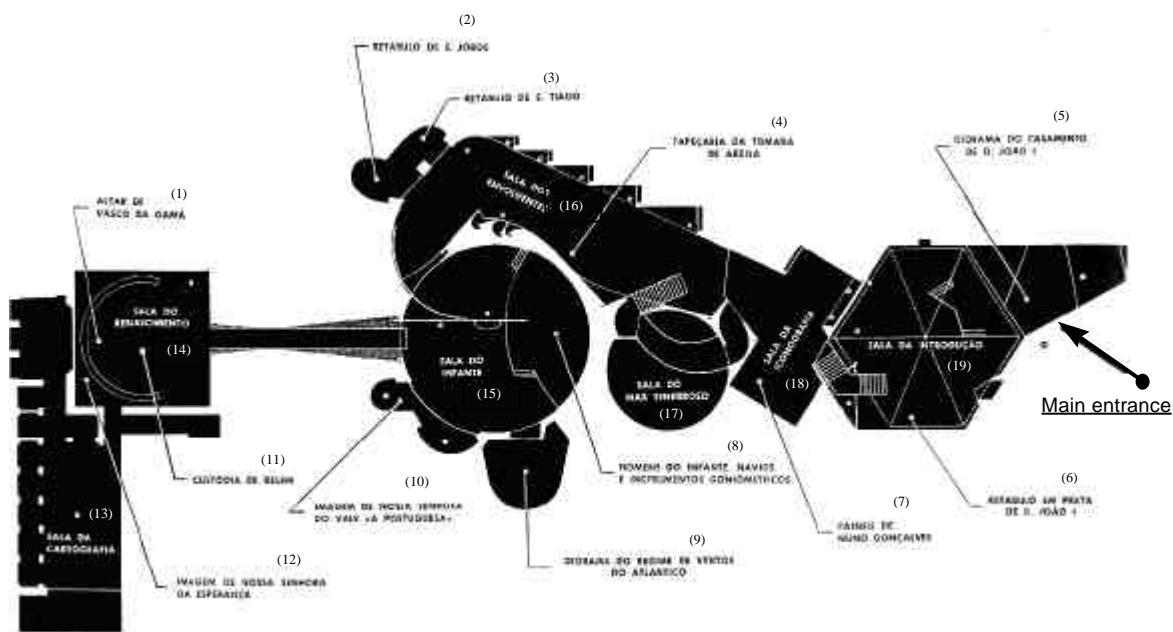 (2)
RETABULO DE S. JORGE
(3)
RETABULO DE S. TIAGO
(4)
TAPEÇARIA DA TOMADA
DE ARZILA
(5)
DIORAMA DO CASAMENTO
DE D. JOÃO I
(1)
ALTAR DE
VASCO DA GAMA
SALA DOS
(16)
SALA DO
RENASCIMENTO
(14)
SALA DO
INFANTE
(15)
SALA DO
MAR TENEBROSO
(17)
SALA DA
ICONOGRAFIA
(18)
SALA DA INTRODUÇÃO
(19)
Main entrance
(11)
CUSTÓDIA DE BELEM
(10)
IMAGEM DE NOSSA SENHORA
DO VALE «A PORTUGUESA»
(8)
HOMENS DO INFANTE, NAVIOS
E INSTRUMENTOS GONIOMÉTRICOS
(7)
PAINEIS DE
NUNO GONÇALVES
(6)
RETABULO EM PRATA
DE D. JOÃO I
(13)
SALA DA
CARTOGRAFIA
(9)
DIORAMA DO REGIME DE VENTOS
DO ATLANTICO
(12)
IMAGEM DE NOSSA SENHORA
DA ESPERANÇA